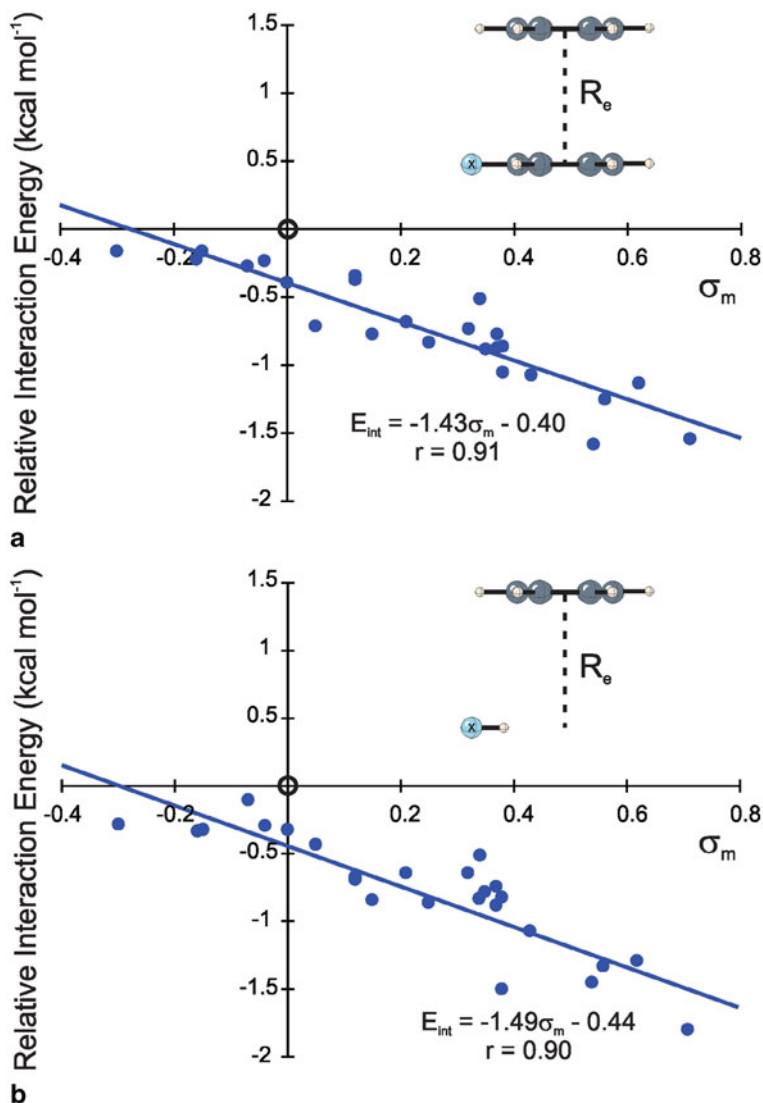 Relative Interaction Energy (kcal mol⁻¹)
1.5
1
0.5
-0.4
-0.2
0
0.2
0.4
0.6
0.8
σₘ
-0.5
-1
-1.5
-2
Rₑ
X
E_int = -1.43σₘ - 0.40
r = 0.91
a
Relative Interaction Energy (kcal mol⁻¹)
1.5
1
0.5
-0.4
-0.2
0
0.2
0.4
0.6
0.8
σₘ
-0.5
-1
-1.5
-2
Rₑ
X
E_int = -1.49σₘ - 0.44
r = 0.90
b